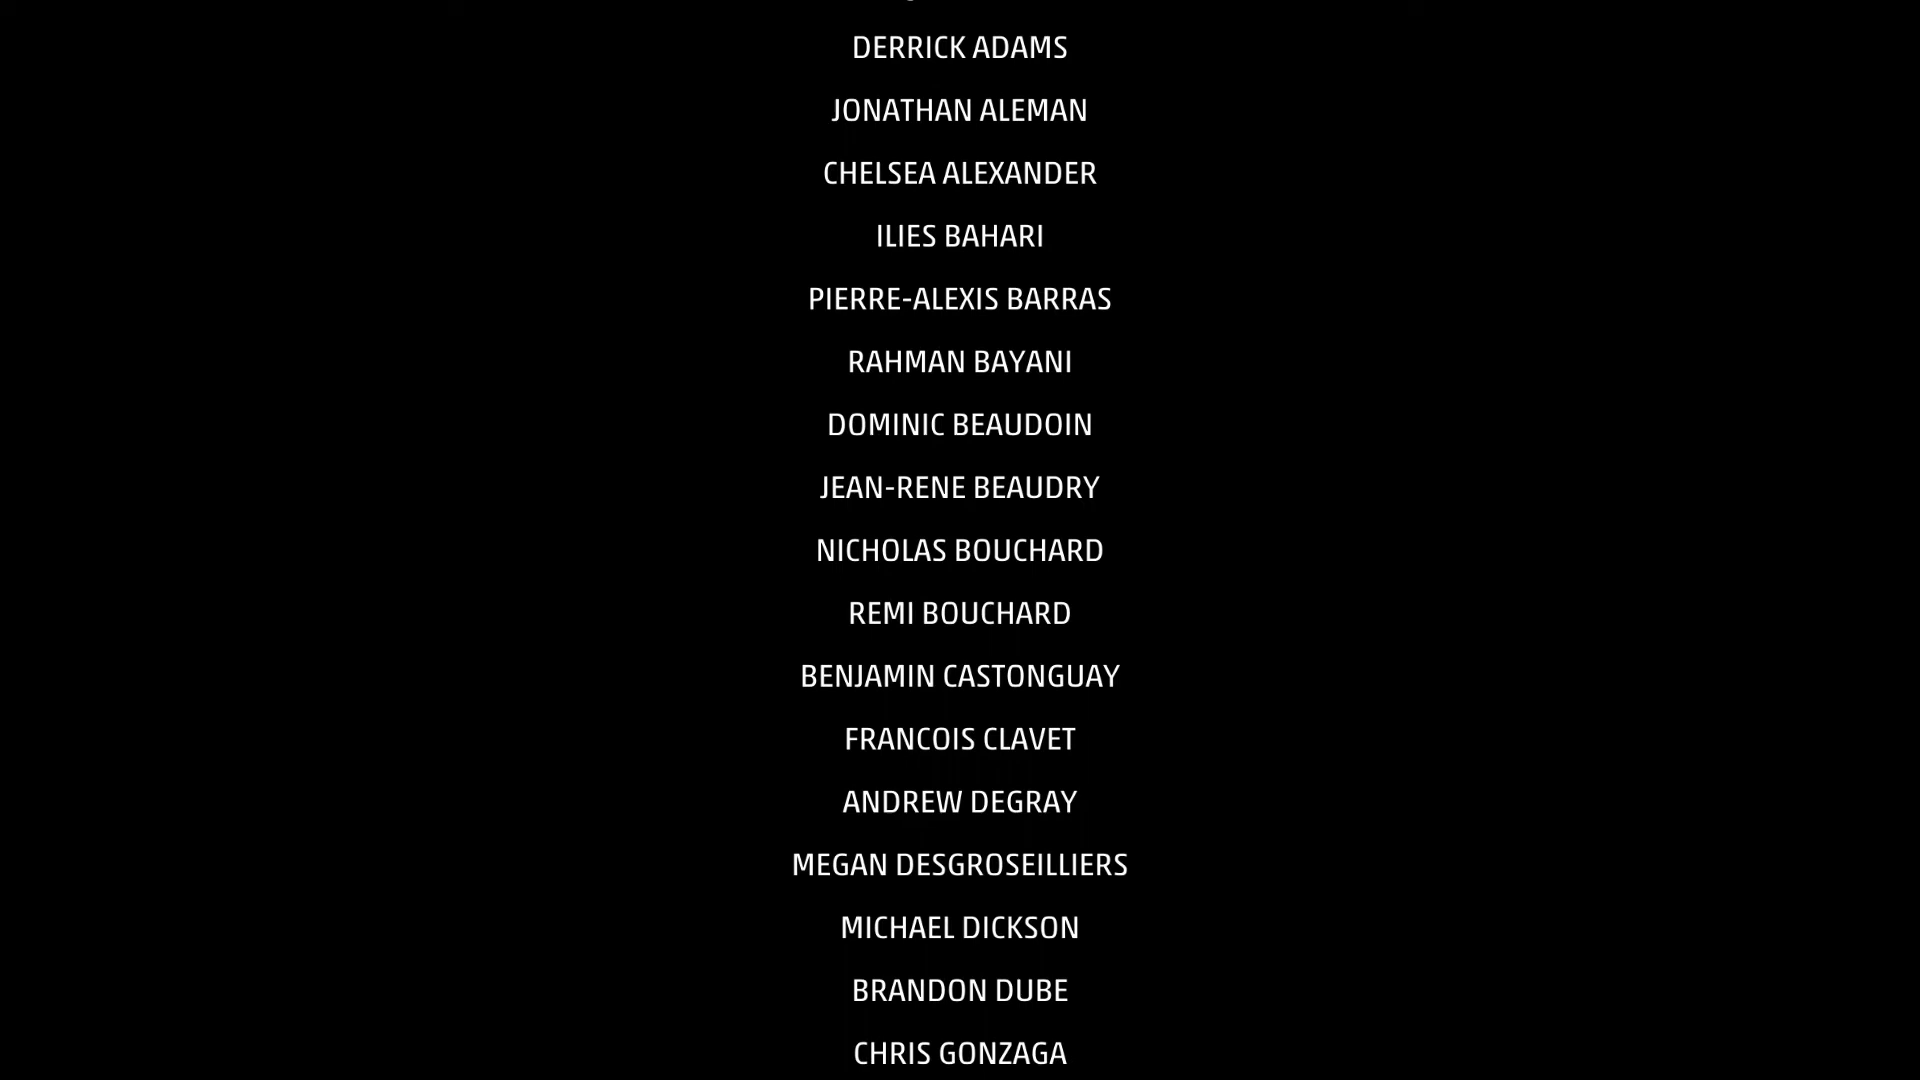 DERRICK ADAMS
JONATHAN ALEMAN
CHELSEA ALEXANDER
ILIES BAHARI
PIERRE-ALEXIS BARRAS
RAHMAN BAYANI
DOMINIC BEAUDOIN
JEAN-RENE BEAUDRY
NICHOLAS BOUCHARD
REMI BOUCHARD
BENJAMIN CASTONGUAY
FRANCOIS CLAVET
ANDREW DEGRAY
MEGAN DESGROSEILLIERS
MICHAEL DICKSON
BRANDON DUBE
CHRIS GONZAGA